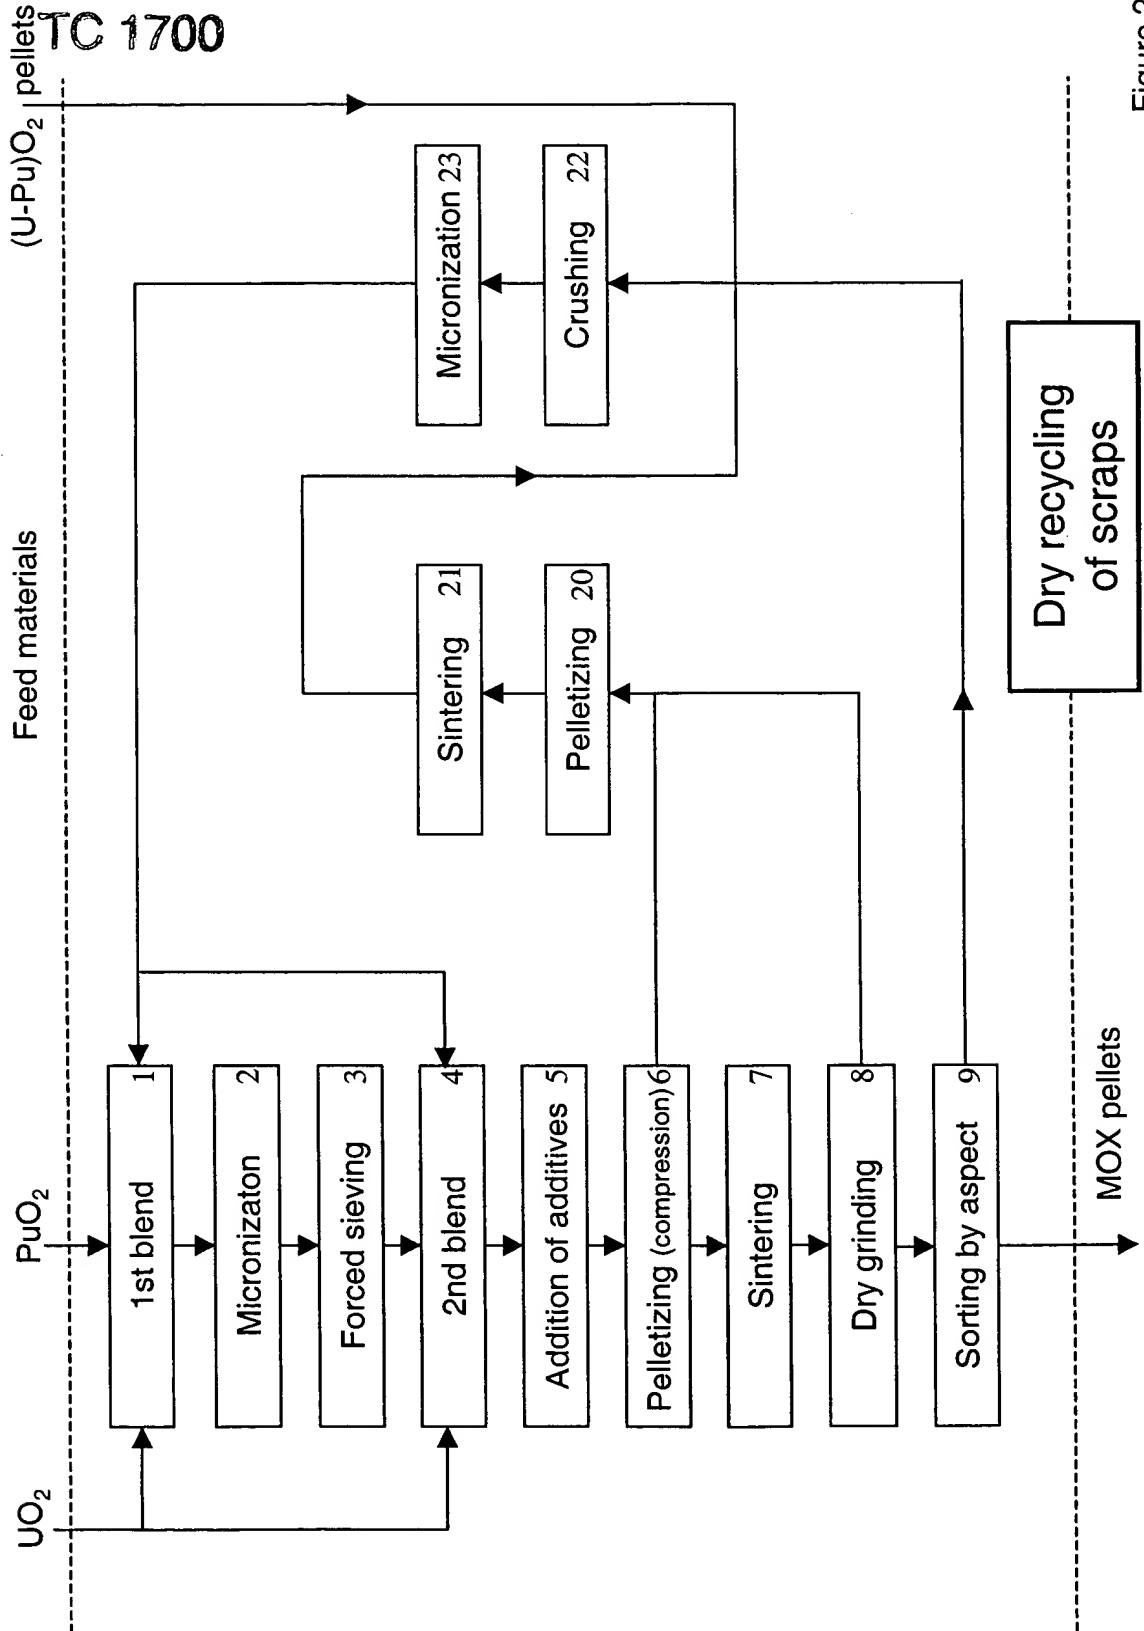 TC 1700
Feed materials
UO2
PuO2
(U-Pu)O2 pellets
1st blend 1
Micronizaton 2
Forced sieving 3
2nd blend 4
Addition of additives 5
Pelletizing (compression) 6
Sintering 7
Dry grinding 8
Sorting by aspect 9
Pelletizing 20
Sintering 21
Crushing 22
Micronization 23
MOX pellets
Dry recycling
of scraps
Figure 2